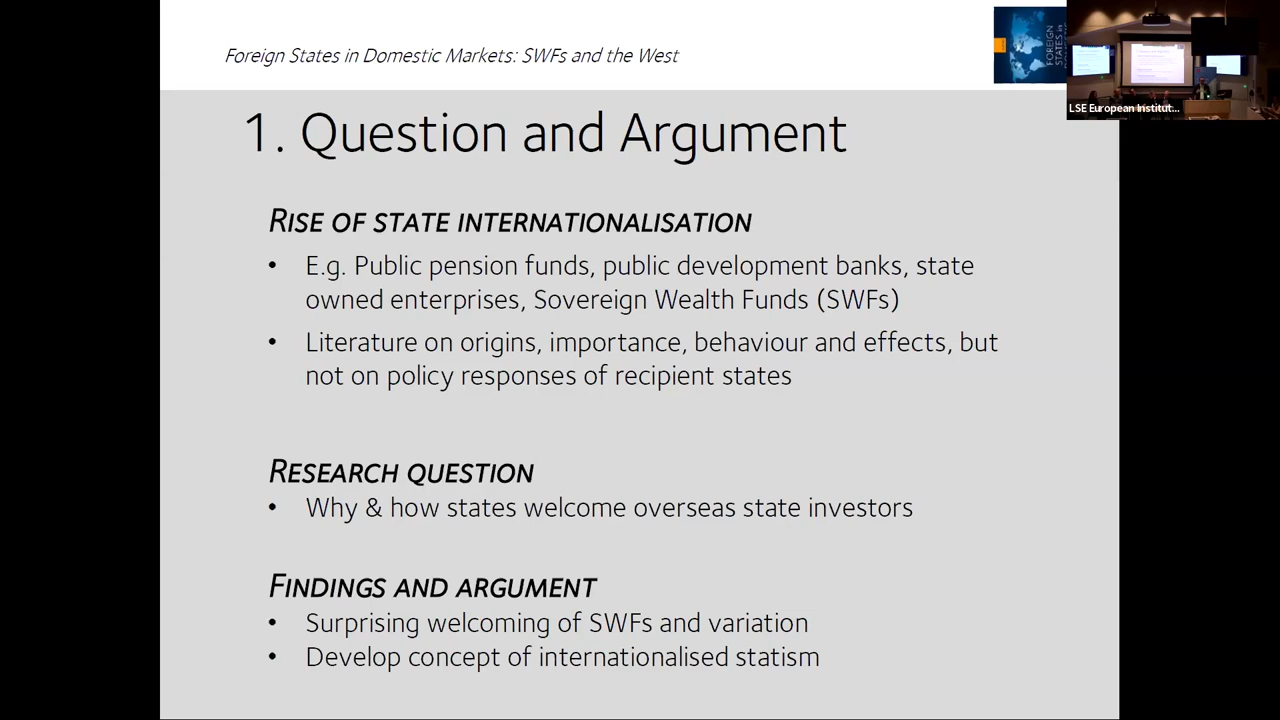 Foreign States in Domestic Markets: SWFs and the West
FOREIGN
STATES IN
LSE European Institut...
1. Question and Argument
RISE OF STATE INTERNATIONALISATION
• E.g. Public pension funds, public development banks, state
owned enterprises, Sovereign Wealth Funds (SWFs)
• Literature on origins, importance, behaviour and effects, but
not on policy responses of recipient states
RESEARCH QUESTION
• Why & how states welcome overseas state investors
FINDINGS AND ARGUMENT
• Surprising welcoming of SWFs and variation
• Develop concept of internationalised statism